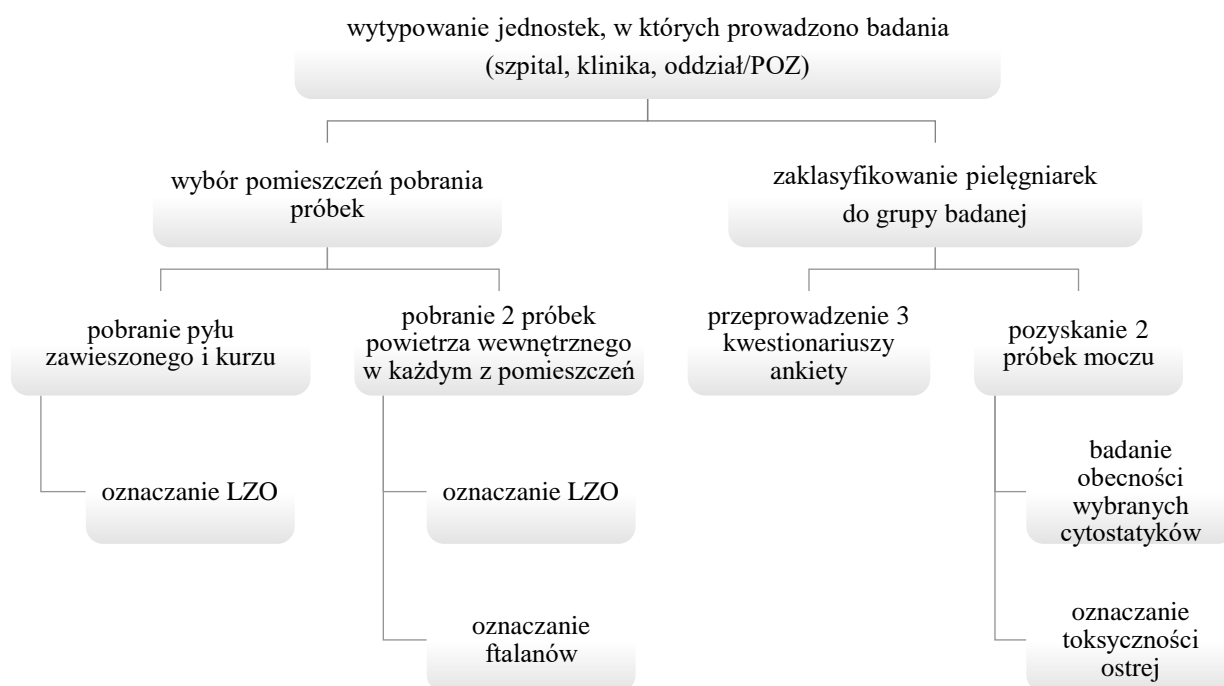 wytypowanie jednostek, w których prowadzono badania
(szpital, klinika, oddział/POZ)
wybór pomieszczeń pobrania
próbek
zaklasyfikowanie pielęgniarek
do grupy badanej
pobranie pyłu
zawieszonego i kurzu
pobranie 2 próbek
powietrza wewnętrznego
w każdym z pomieszczeń
przeprowadzenie 3
kwestionariuszy
ankiety
pozyskanie 2
próbek moczu
oznaczanie LZO
oznaczanie LZO
badanie
obecności
wybranych
cytostatyków
oznaczanie
ftalanów
oznaczanie
toksyczności
ostrej